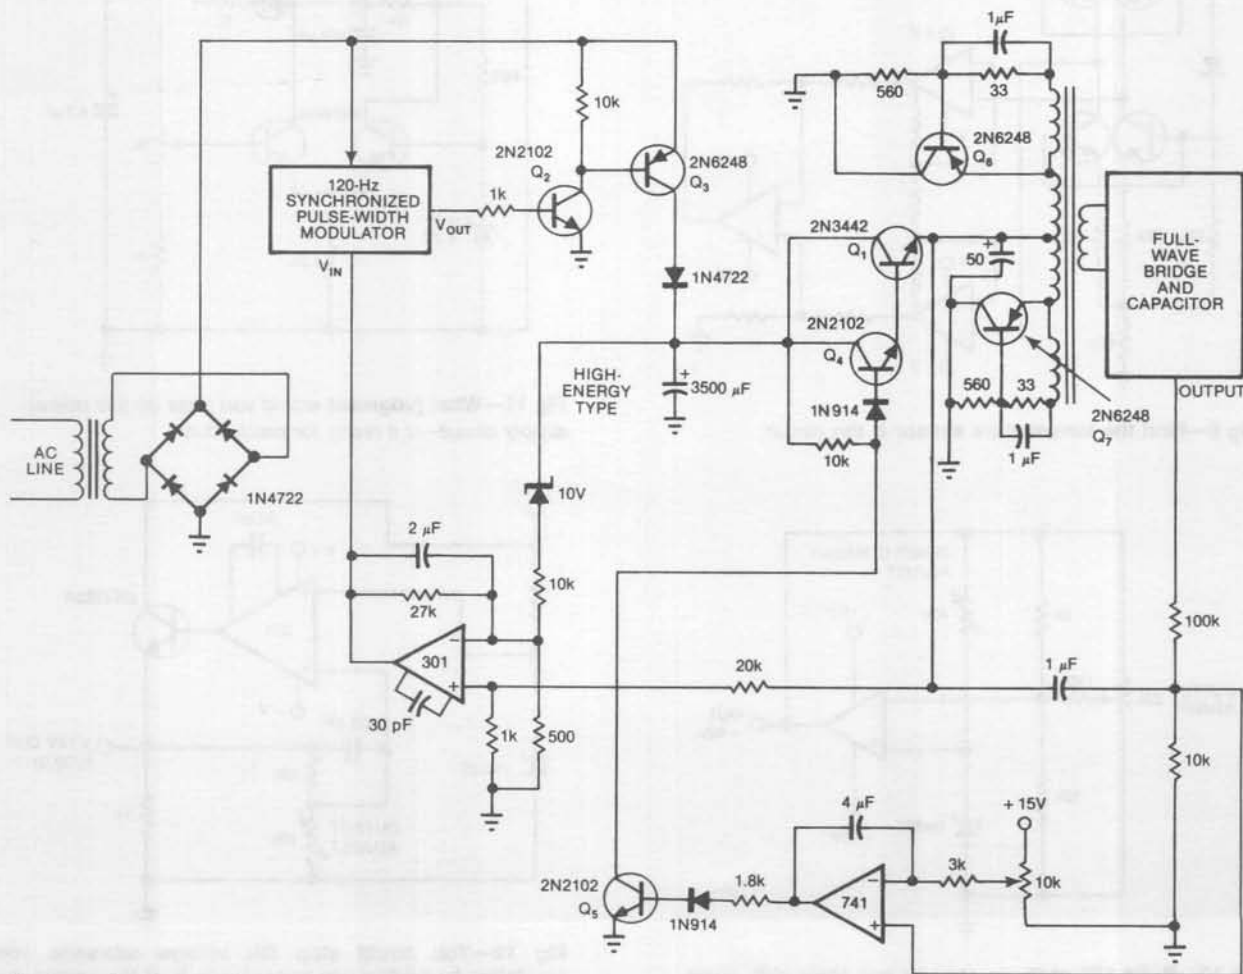 1 µF
560
33
10k
2N2102
Q2
2N6248
Q3
2N6248
Q6
120-Hz
SYNCHRONIZED
PULSE-WIDTH
MODULATOR
VOUT
1k
VIN
2N3442
Q1
50
+
FULL-
WAVE
BRIDGE
AND
CAPACITOR
1N4722
2N2102
Q4
HIGH-
ENERGY
TYPE
+
3500 µF
1N914
560
33
OUTPUT
2N6248
Q7
1 µF
10k
AC
LINE
1N4722
10V
2 µF
10k
27k
100k
−
301
+
20k
1 µF
30 pF
1k
500
10k
+ 15V
4 µF
3k
10k
2N2102
Q5
1.8k
−
741
+
1N914